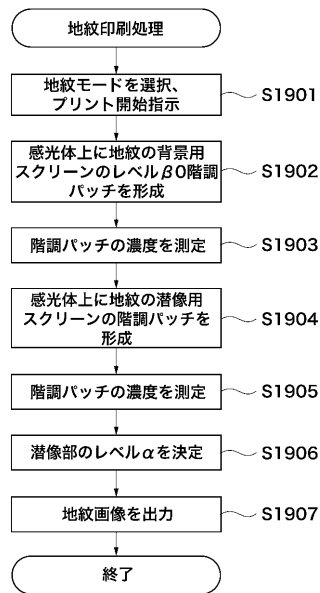 地紋印刷処理
地紋モードを選択、
プリント開始指示
S1901
感光体上に地紋の背景用
スクリーンのレベルβ0階調
パッチを形成
S1902
階調パッチの濃度を測定
S1903
感光体上に地紋の潜像用
スクリーンの階調パッチを
形成
S1904
階調パッチの濃度を測定
S1905
潜像部のレベルαを決定
S1906
地紋画像を出力
S1907
終了